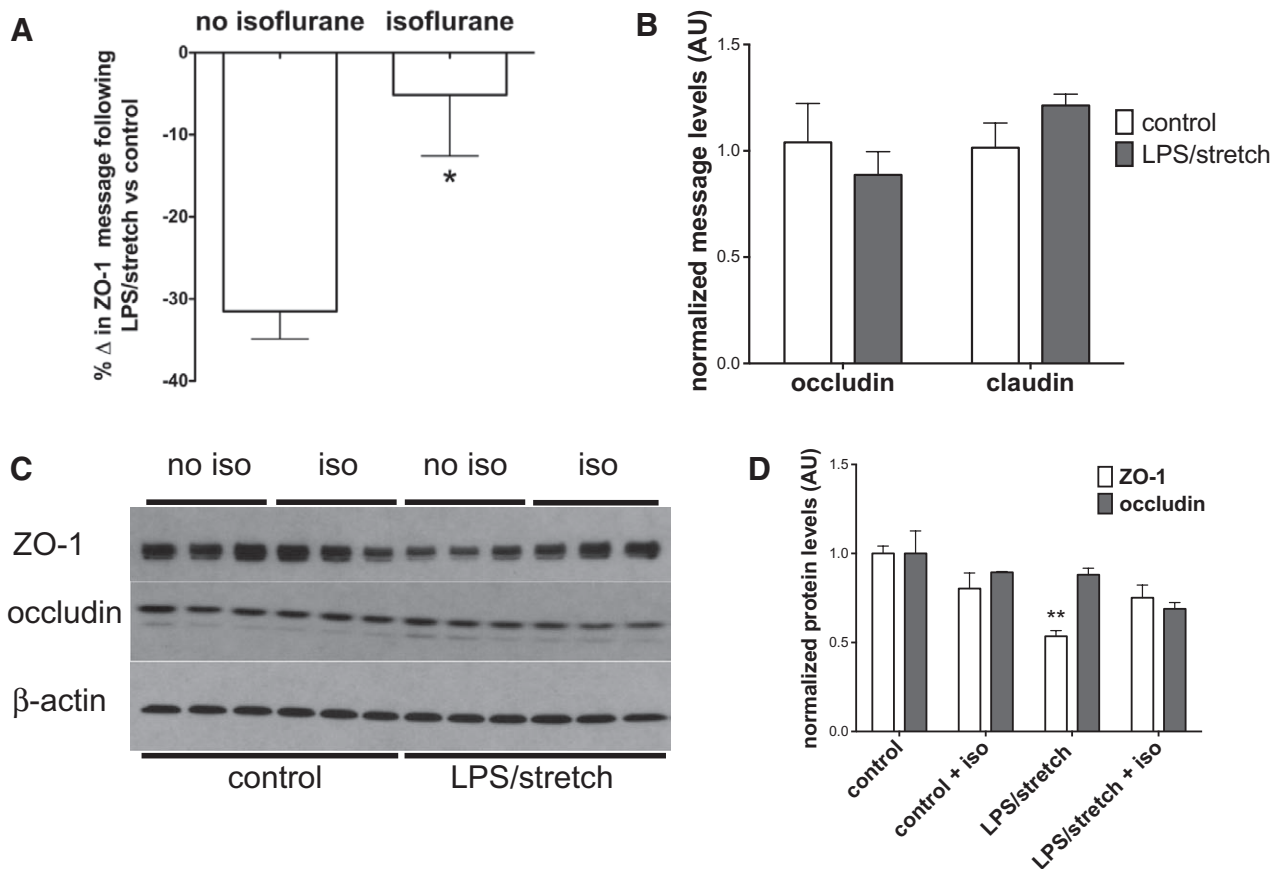 A
no isoflurane isoflurane
% Δ in ZO-1 message following
LPS/stretch vs control
0
-10
-20
-30
-40
*
B
normalized message levels (AU)
1.5
1.0
0.5
0.0
occludin claudin
control
LPS/stretch
C
no iso iso no iso iso
ZO-1
occludin
β-actin
control LPS/stretch
D
normalized protein levels (AU)
1.5
1.0
0.5
0.0
**
ZO-1
occludin
control
control + iso
LPS/stretch
LPS/stretch + iso